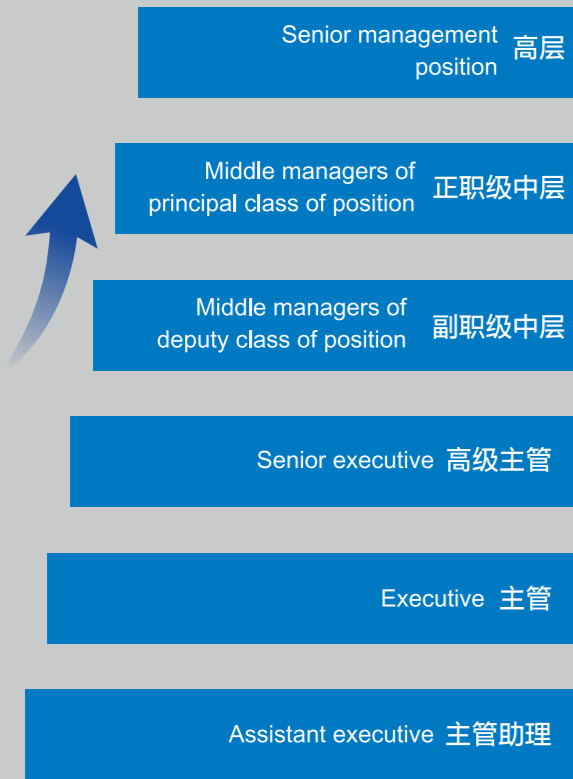 Senior management
position 高层
Middle managers of
principal class of position 正职级中层
Middle managers of
deputy class of position 副职级中层
Senior executive 高级主管
Executive 主管
Assistant executive 主管助理